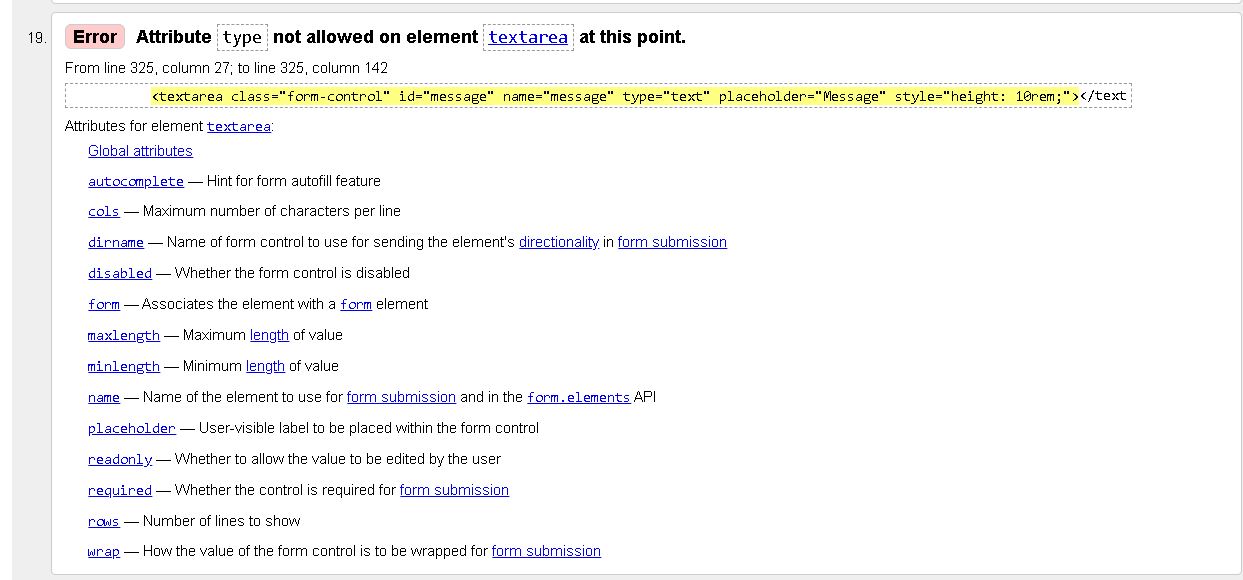 19. Error Attribute type not allowed on element textarea at this point.
From line 325, column 27; to line 325, column 142
<textarea class="form-control" id="message" name="message" type="text" placeholder="Message" style="height: 10rem;"></text
Attributes for element textarea:
Global attributes
autocomplete — Hint for form autofill feature
cols — Maximum number of characters per line
dirname — Name of form control to use for sending the element's directionality in form submission
disabled — Whether the form control is disabled
form — Associates the element with a form element
maxlength — Maximum length of value
minlength — Minimum length of value
name — Name of the element to use for form submission and in the form.elements API
placeholder — User-visible label to be placed within the form control
readonly — Whether to allow the value to be edited by the user
required — Whether the control is required for form submission
rows — Number of lines to show
wrap — How the value of the form control is to be wrapped for form submission